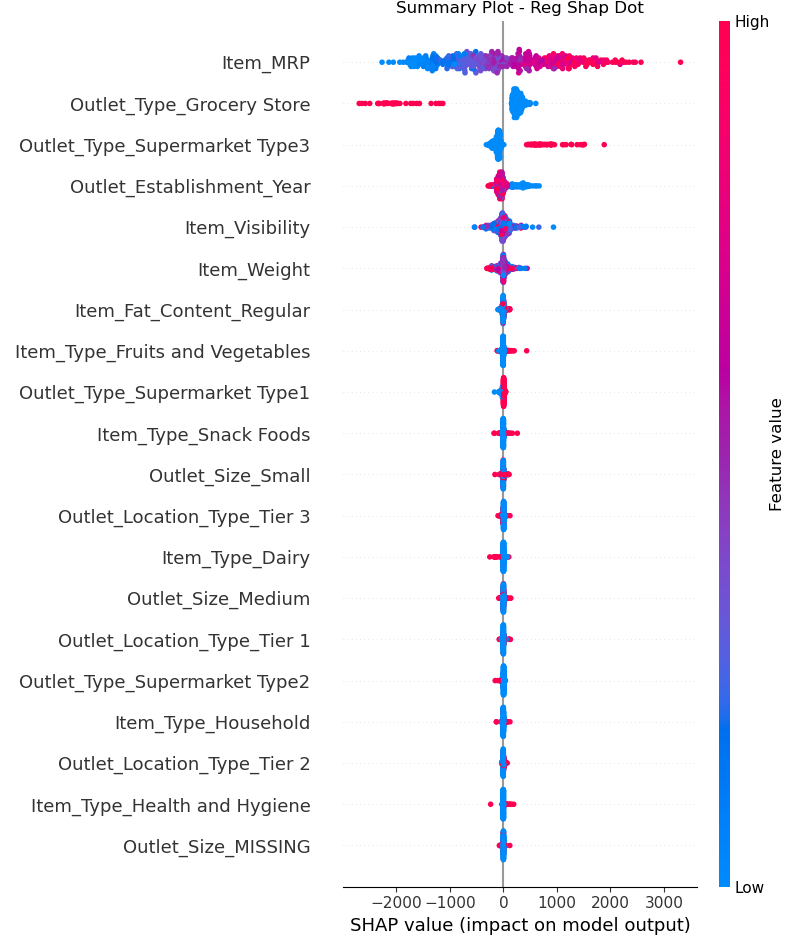 Summary Plot - Reg Shap Dot
High
Item_MRP
Outlet_Type_Grocery Store
Outlet_Type_Supermarket Type3
Outlet_Establishment_Year
Item_Visibility
Item_Weight
Item_Fat_Content_Regular
Item_Type_Fruits and Vegetables
Outlet_Type_Supermarket Type1
Item_Type_Snack Foods
Outlet_Size_Small
Outlet_Location_Type_Tier 3
Item_Type_Dairy
Outlet_Size_Medium
Outlet_Location_Type_Tier 1
Outlet_Type_Supermarket Type2
Item_Type_Household
Outlet_Location_Type_Tier 2
Item_Type_Health and Hygiene
Outlet_Size_MISSING
Feature value
Low
−2000 −1000 0 1000 2000 3000
SHAP value (impact on model output)